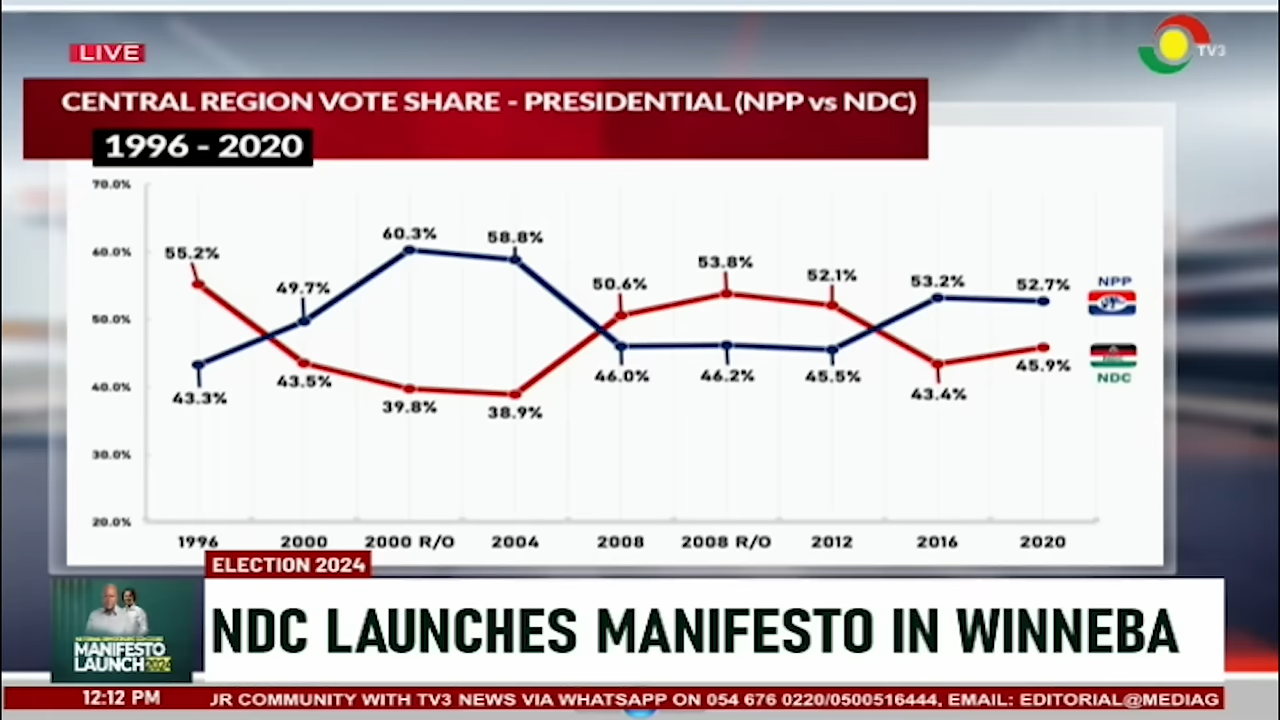 LIVE
TV3
CENTRAL REGION VOTE SHARE - PRESIDENTIAL (NPP vs NDC)
1996 - 2020
70.0%
60.0%
50.0%
40.0%
30.0%
20.0%
55.2%
49.7%
60.3%
58.8%
50.6%
53.8%
52.1%
53.2%
52.7%
NPP
43.3%
43.5%
39.8%
38.9%
46.0%
46.2%
45.5%
43.4%
45.9%
NDC
1996 2000 2000 R/O 2004 2008 2008 R/O 2012 2016 2020
ELECTION 2024
MANIFESTO
LAUNCH 2024
NDC LAUNCHES MANIFESTO IN WINNEBA
12:12 PM
JR COMMUNITY WITH TV3 NEWS VIA WHATSAPP ON 054 676 0220/0500516444, EMAIL: EDITORIAL@MEDIAG